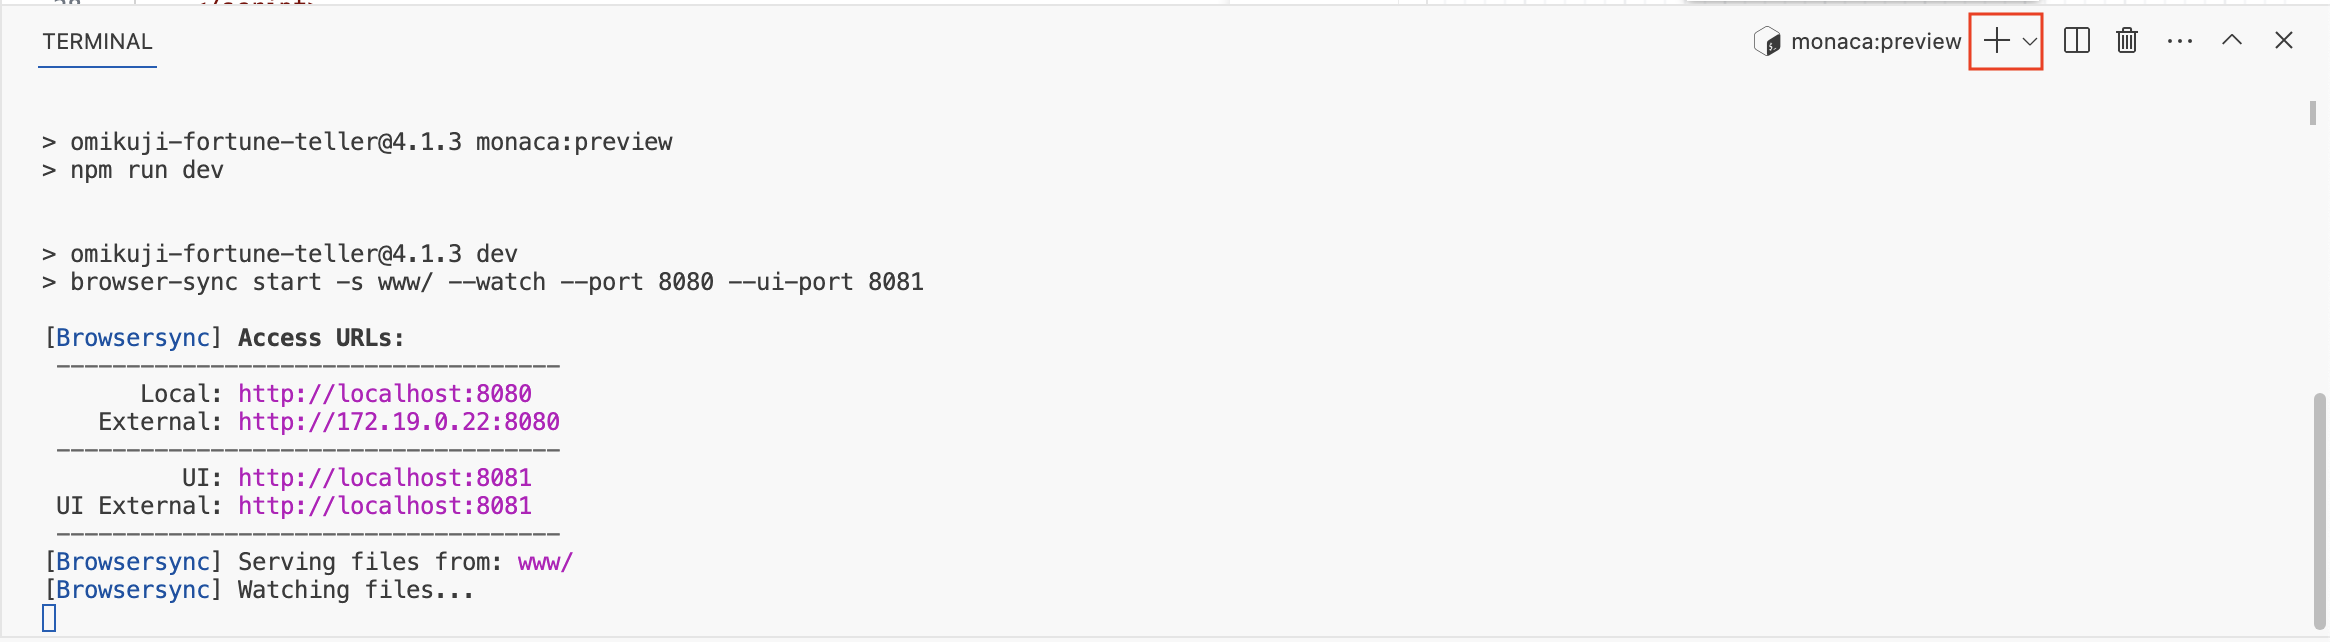 TERMINAL
monaca:preview
> omikuji-fortune-teller@4.1.3 monaca:preview
> npm run dev
> omikuji-fortune-teller@4.1.3 dev
> browser-sync start -s www/ --watch --port 8080 --ui-port 8081
[Browsersync] Access URLs:
-------------------------------------
Local: http://localhost:8080
External: http://172.19.0.22:8080
-------------------------------------
UI: http://localhost:8081
UI External: http://localhost:8081
-------------------------------------
[Browsersync] Serving files from: www/
[Browsersync] Watching files...